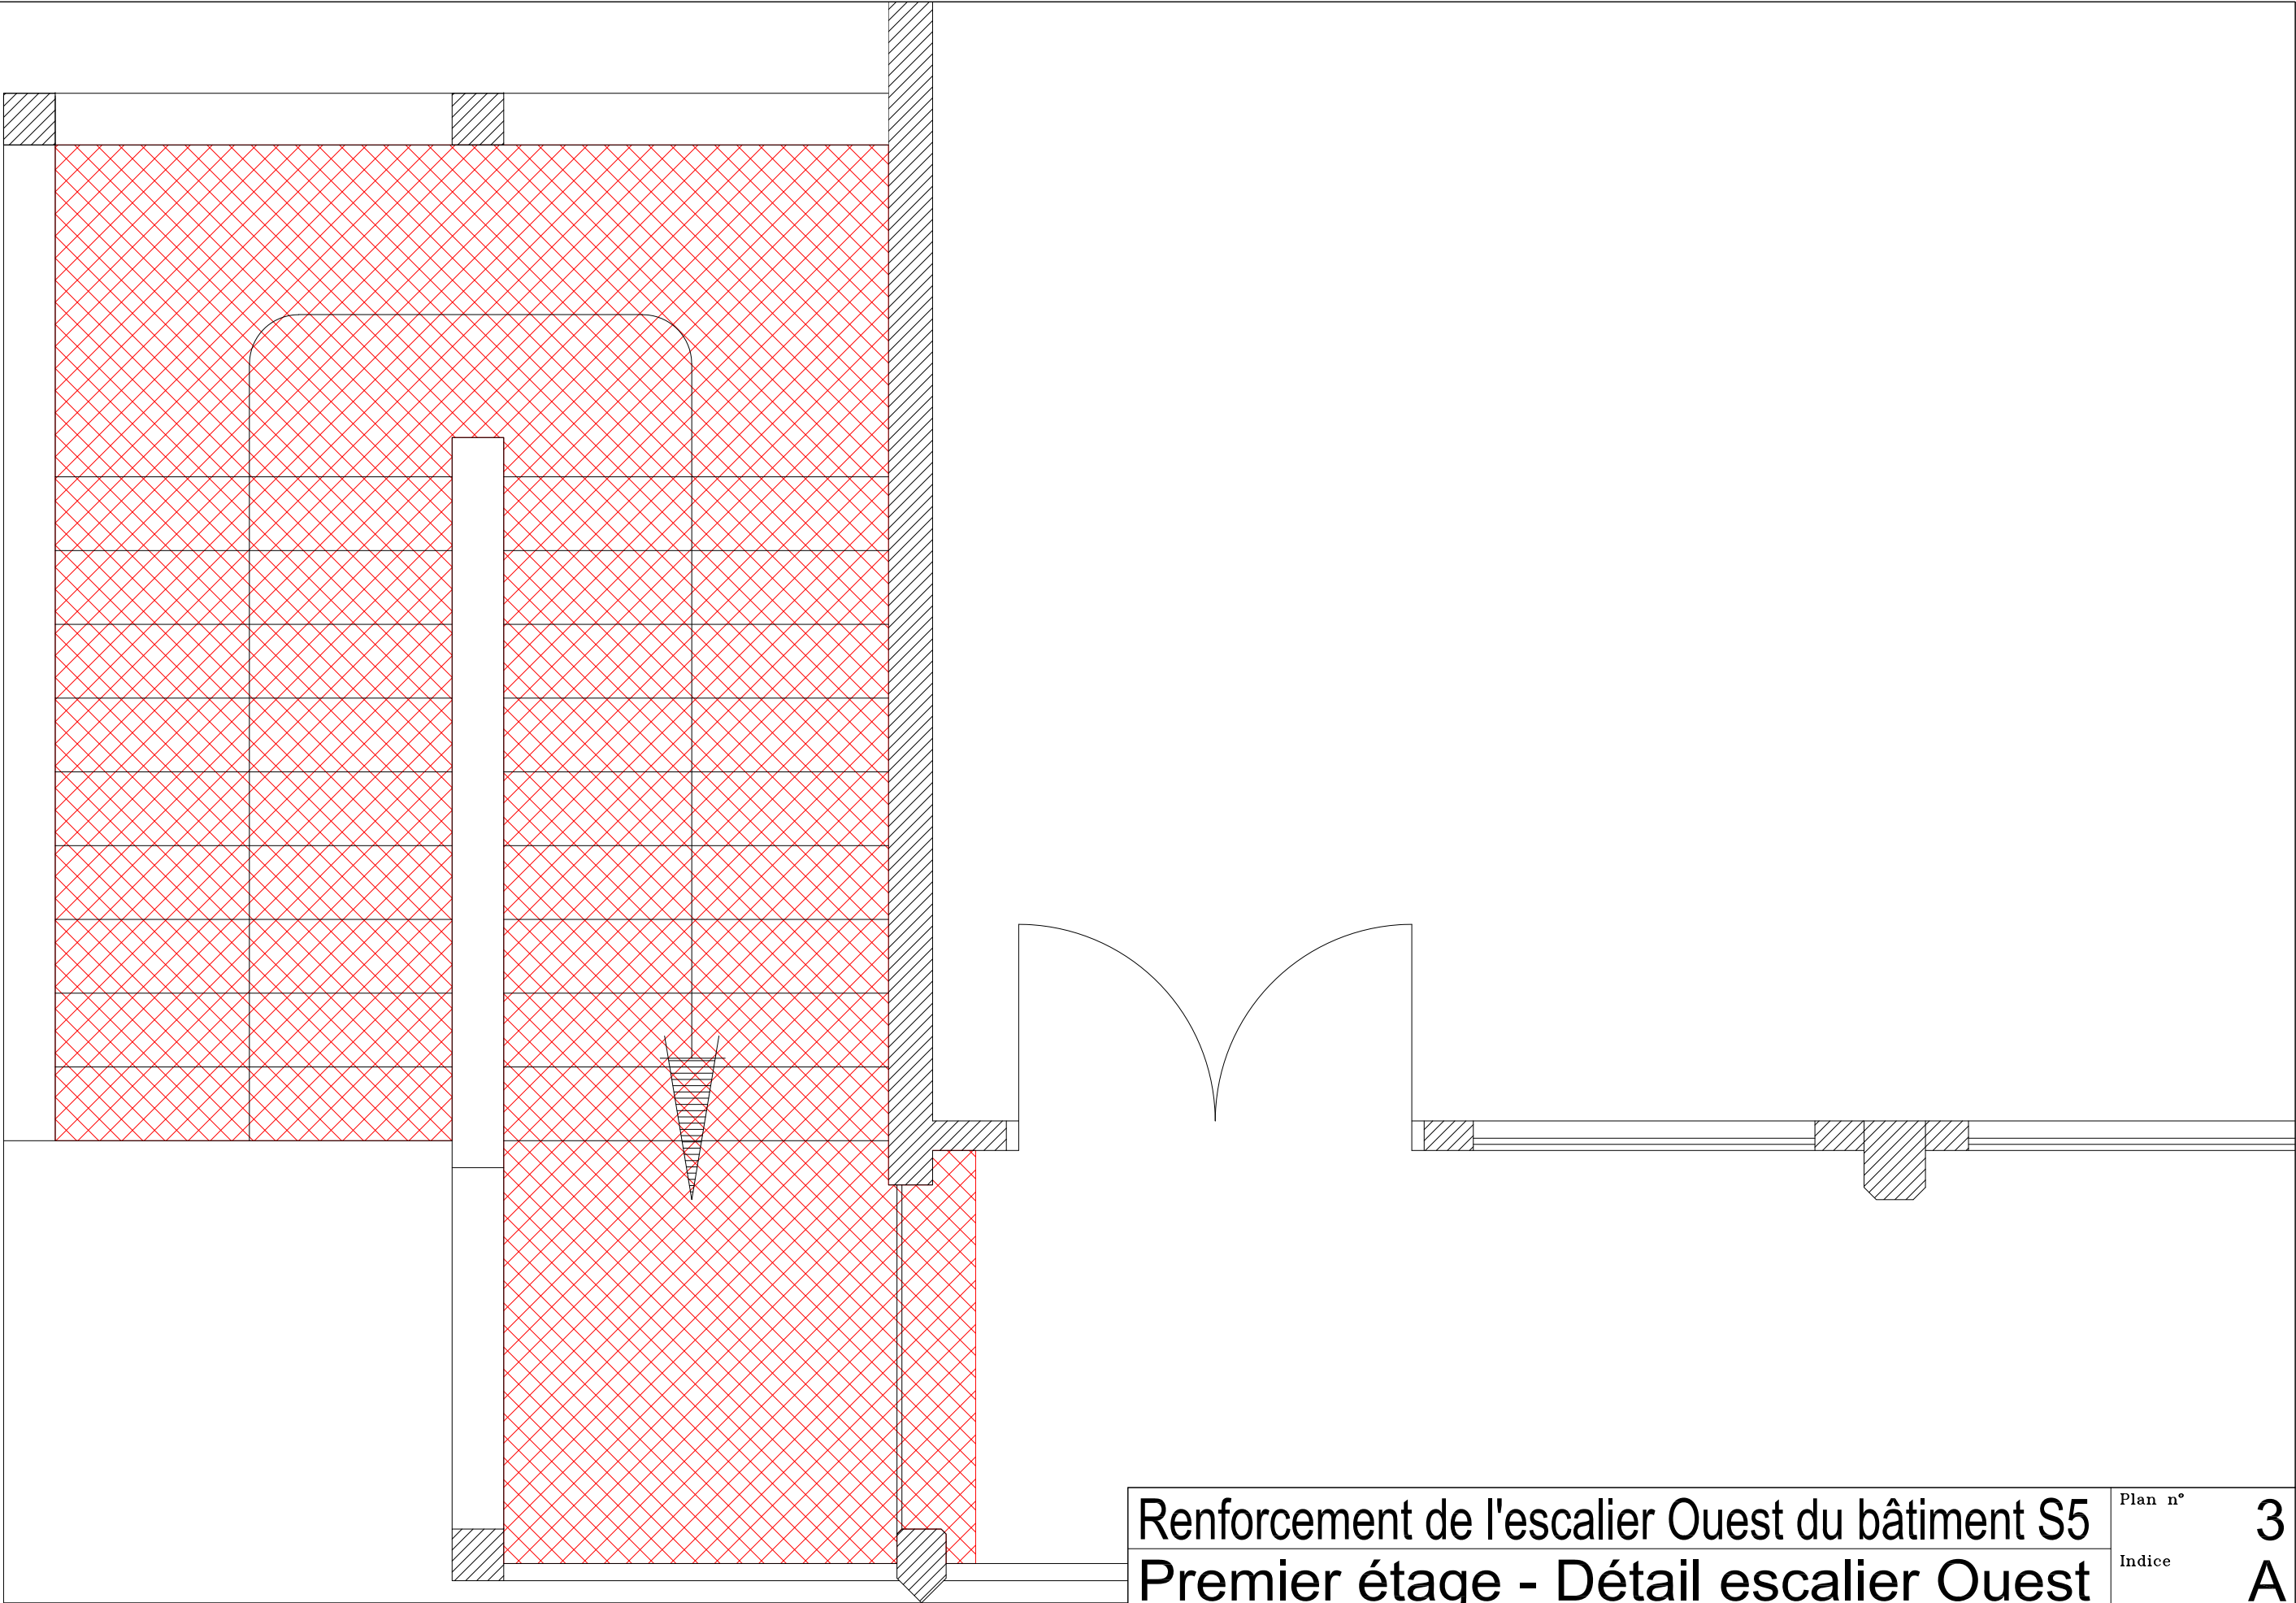 Renforcement de l'escalier Ouest du bâtiment S5
Plan n° 3
Premier étage - Détail escalier Ouest
Indice A